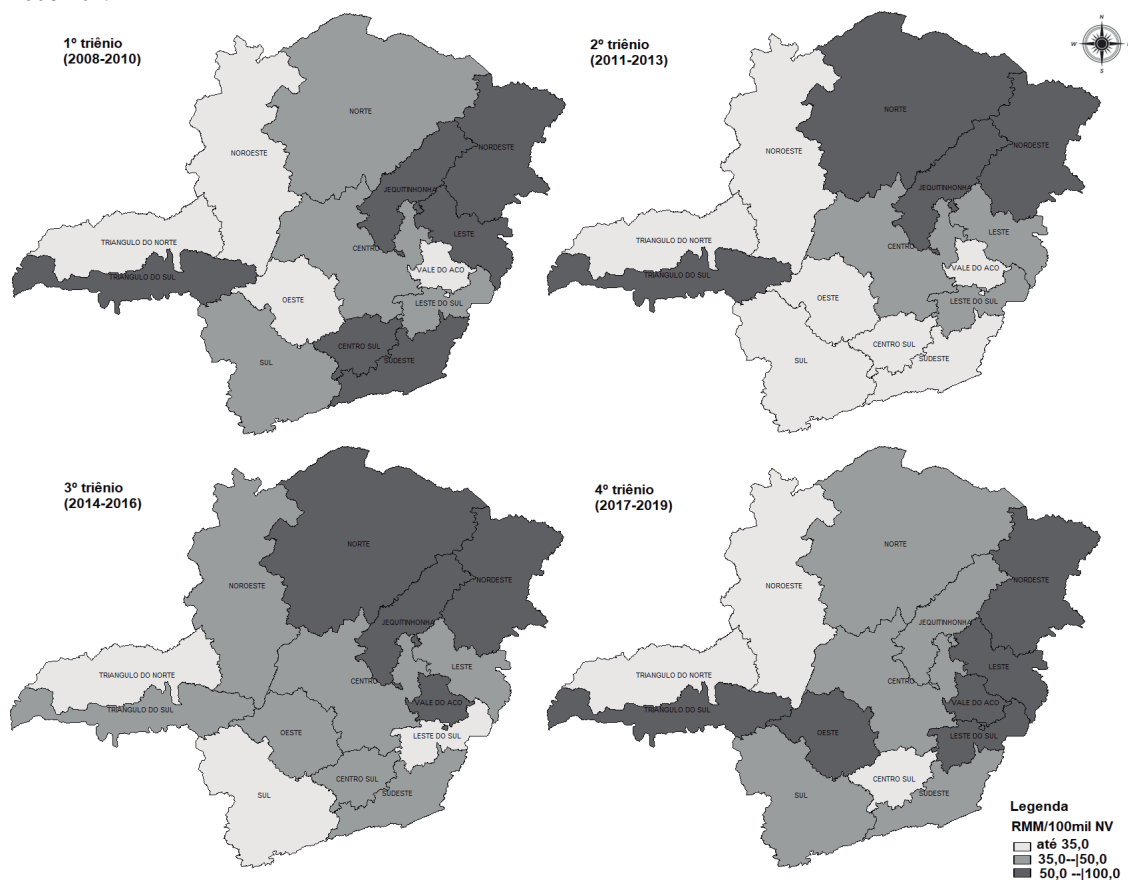 1º triênio
(2008-2010)
NORTE
NOROESTE
NORDESTE
JEQUITINHONHA
TRIANGULO DO NORTE
CENTRO
LESTE
VALE DO ACO
TRIANGULO DO SUL
OESTE
LESTE DO SUL
CENTRO SUL
SUDESTE
SUL
2º triênio
(2011-2013)
N
W
S
NORTE
NOROESTE
NORDESTE
JEQUITINHONHA
TRIANGULO DO NORTE
CENTRO
LESTE
VALE DO ACO
TRIANGULO DO SUL
OESTE
LESTE DO SUL
CENTRO SUL
SUDESTE
SUL
3º triênio
(2014-2016)
NORTE
NOROESTE
NORDESTE
JEQUITINHONHA
TRIANGULO DO NORTE
CENTRO
LESTE
VALE DO ACO
TRIANGULO DO SUL
OESTE
LESTE DO SUL
CENTRO SUL
SUDESTE
SUL
4º triênio
(2017-2019)
NORTE
NOROESTE
NORDESTE
JEQUITINHONHA
TRIANGULO DO NORTE
CENTRO
LESTE
VALE DO ACO
TRIANGULO DO SUL
OESTE
LESTE DO SUL
CENTRO SUL
SUDESTE
SUL
Legenda
RMM/100mil NV
até 35,0
35,0--|50,0
50,0 --|100,0